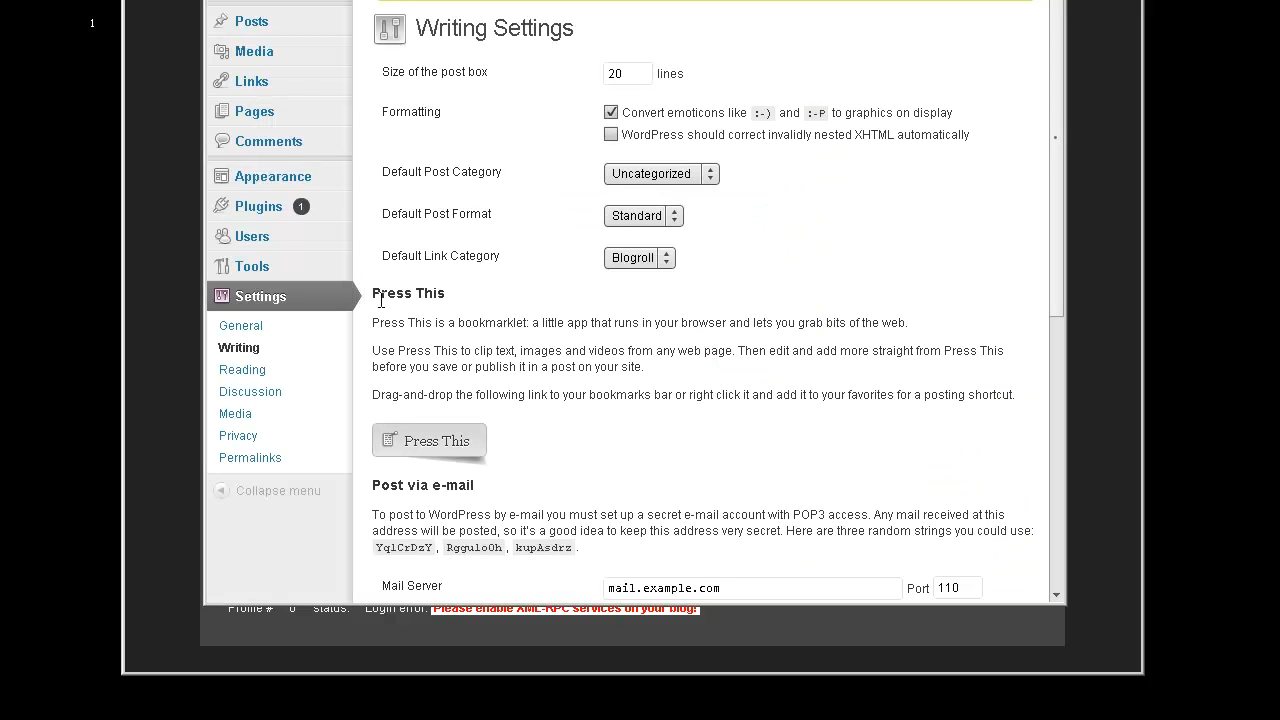 1
Posts
Media
Links
Pages
Comments
Appearance
Plugins 1
Users
Tools
Settings
General
Writing
Reading
Discussion
Media
Privacy
Permalinks
Collapse menu
Writing Settings
Size of the post box 20 lines
Formatting Convert emoticons like :-) and :-P to graphics on display
WordPress should correct invalidly nested XHTML automatically
Default Post Category Uncategorized
Default Post Format Standard
Default Link Category Blogroll
Press This
Press This is a bookmarklet: a little app that runs in your browser and lets you grab bits of the web.
Use Press This to clip text, images and videos from any web page. Then edit and add more straight from Press This
before you save or publish it in a post on your site.
Drag-and-drop the following link to your bookmarks bar or right click it and add it to your favorites for a posting shortcut.
Press This
Post via e-mail
To post to WordPress by e-mail you must set up a secret e-mail account with POP3 access. Any mail received at this
address will be posted, so it's a good idea to keep this address very secret. Here are three random strings you could use:
, , kupAsdrz .
Mail Server mail.example.com Port 110
Profile # 0 status: Login error: Please enable XML-RPC services on your blog!